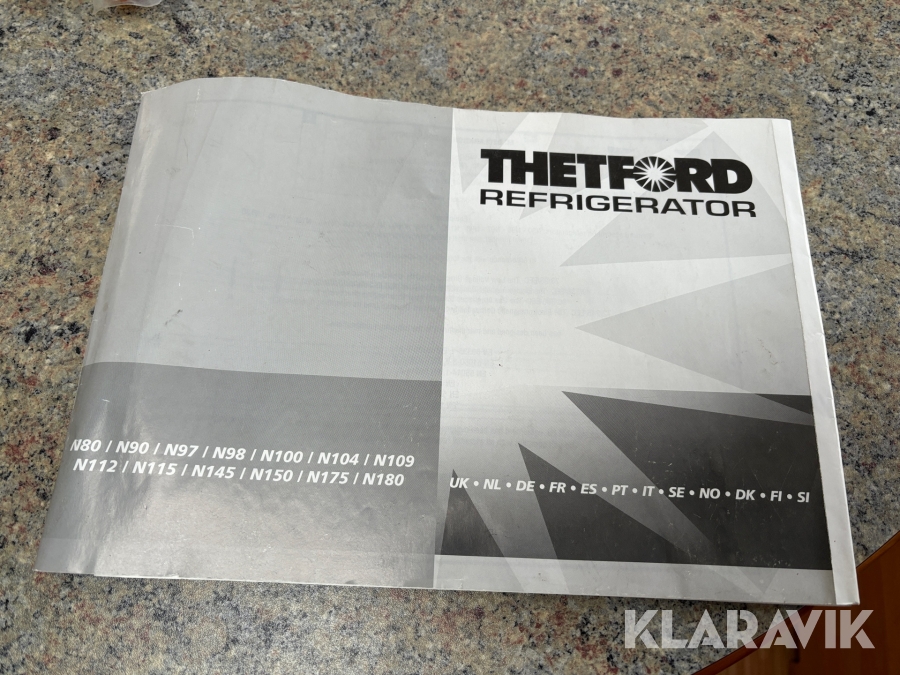 THETFORD
REFRIGERATOR
N80 / N90 / N97 / N98 / N100 / N104 / N109
N112 / N115 / N145 / N150 / N175 / N180
UK • NL • DE • FR • ES • PT • IT • SE • NO • DK • FI • SI
KLARAVIK